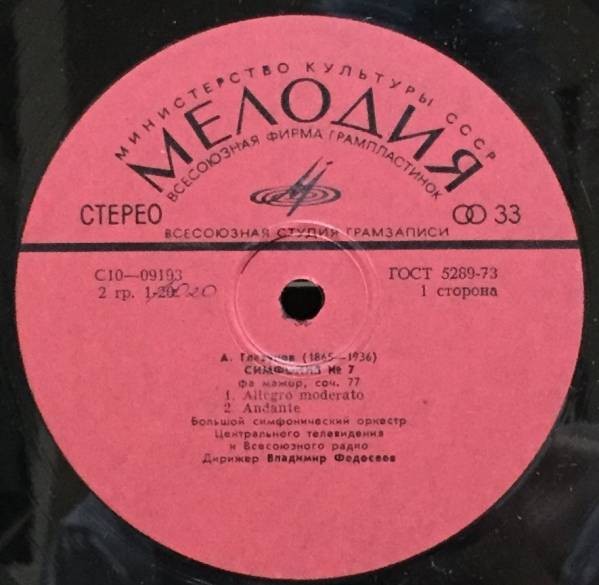 МИНИСТЕРСТВО КУЛЬТУРЫ СССР
МЕЛОДИЯ
ВСЕСОЮЗНАЯ ФИРМА ГРАМПЛАСТИНОК
СТЕРЕО
33
ВСЕСОЮЗНАЯ СТУДИЯ ГРАМЗАПИСИ
С10—09193
ГОСТ 5289-73
2 гр. 1-20
1 сторона
А. Глазунов (1865—1936)
СИМФОНИЯ № 7
фа мажор, соч. 77
1. Allegro moderato
2. Andante
Большой симфонический оркестр
Центрального телевидения
и Всесоюзного радио
Дирижер Владимир Федосеев